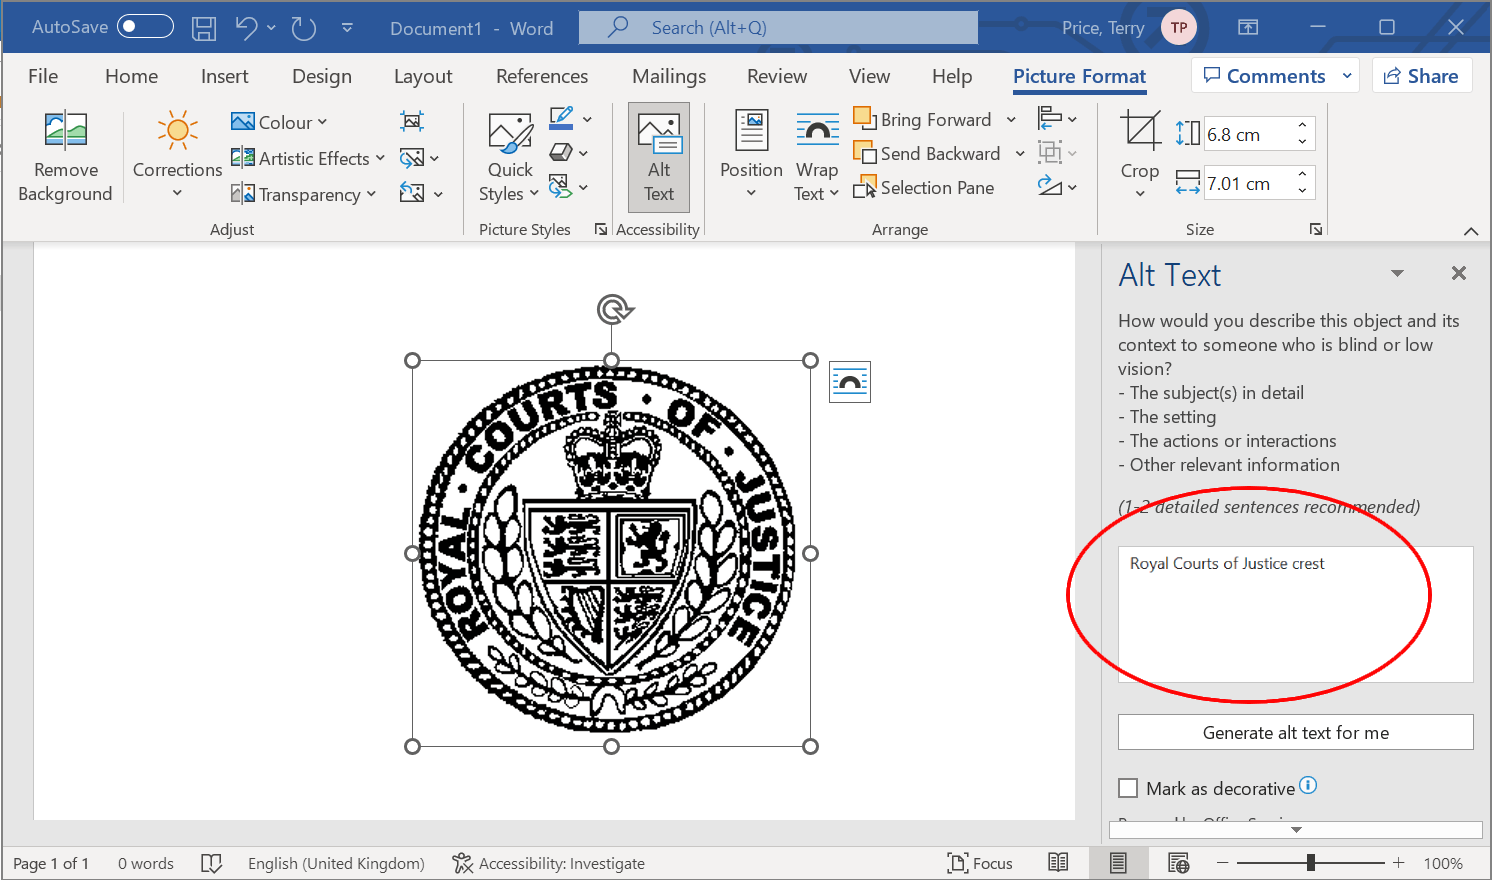 AutoSave
Document1 - Word
Search (Alt+Q)
Price, Terry
TP
File Home Insert Design Layout References Mailings Review View Help Picture Format Comments Share
Remove Background
Corrections
Colour
Artistic Effects
Transparency
Adjust
Quick Styles
Picture Styles
Alt Text
Accessibility
Position
Wrap Text
Bring Forward
Send Backward
Selection Pane
Arrange
Crop
6.8 cm
7.01 cm
Size
ROYAL · COURTS · OF · JUSTICE
Alt Text
How would you describe this object and its
context to someone who is blind or low
vision?
- The subject(s) in detail
- The setting
- The actions or interactions
- Other relevant information
(1-2 detailed sentences recommended)
Royal Courts of Justice crest
Generate alt text for me
Mark as decorative
Page 1 of 1 0 words English (United Kingdom) Accessibility: Investigate Focus 100%